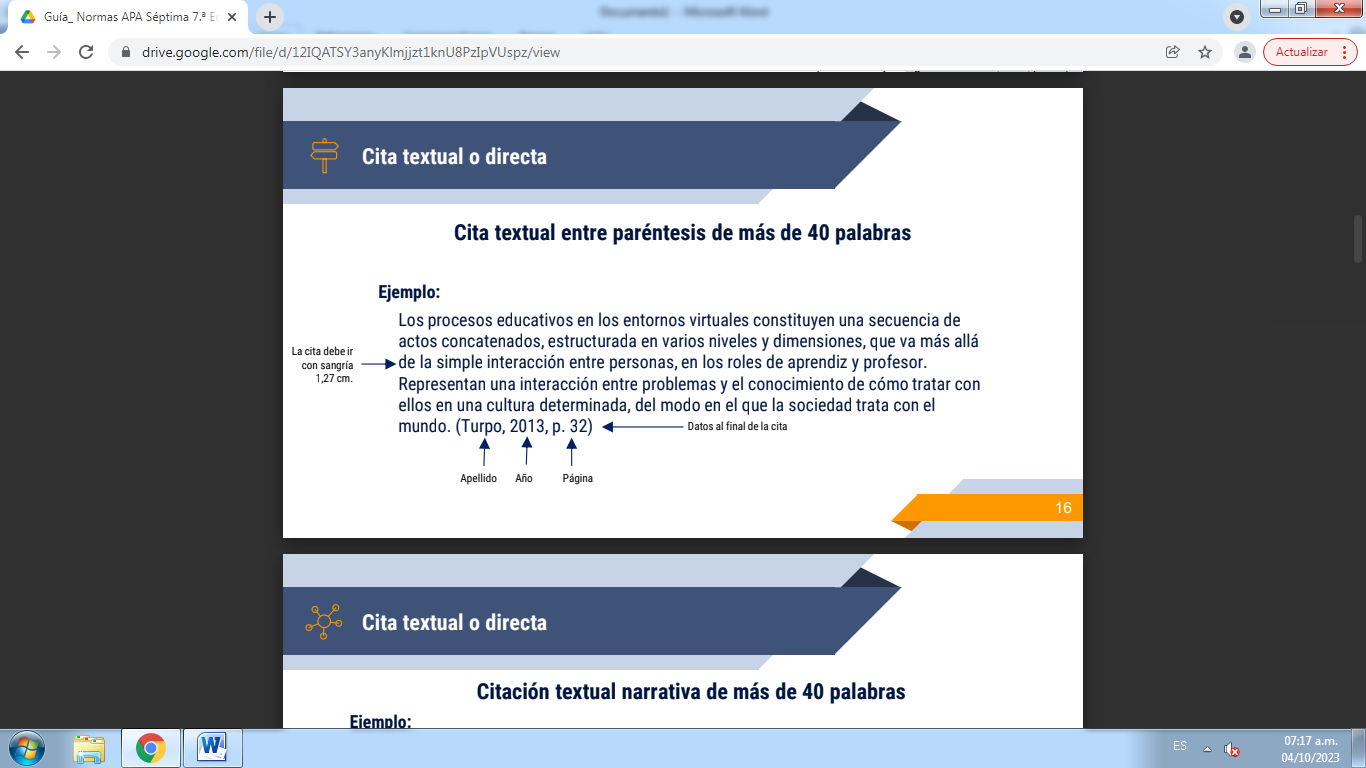 Guía_ Normas APA Séptima 7.ª E
drive.google.com/file/d/12IQATSY3anyKlmjjzt1knU8PzIpVUspz/view
Actualizar
Cita textual o directa
Cita textual entre paréntesis de más de 40 palabras
Ejemplo:
Los procesos educativos en los entornos virtuales constituyen una secuencia de
actos concatenados, estructurada en varios niveles y dimensiones, que va más allá
de la simple interacción entre personas, en los roles de aprendiz y profesor.
Representan una interacción entre problemas y el conocimiento de cómo tratar con
ellos en una cultura determinada, del modo en el que la sociedad trata con el
mundo. (Turpo, 2013, p. 32)
La cita debe ir
con sangría
1,27 cm.
Datos al final de la cita
Apellido Año Página
16
Cita textual o directa
Citación textual narrativa de más de 40 palabras
Ejemplo:
ES
07:17 a.m.
04/10/2023